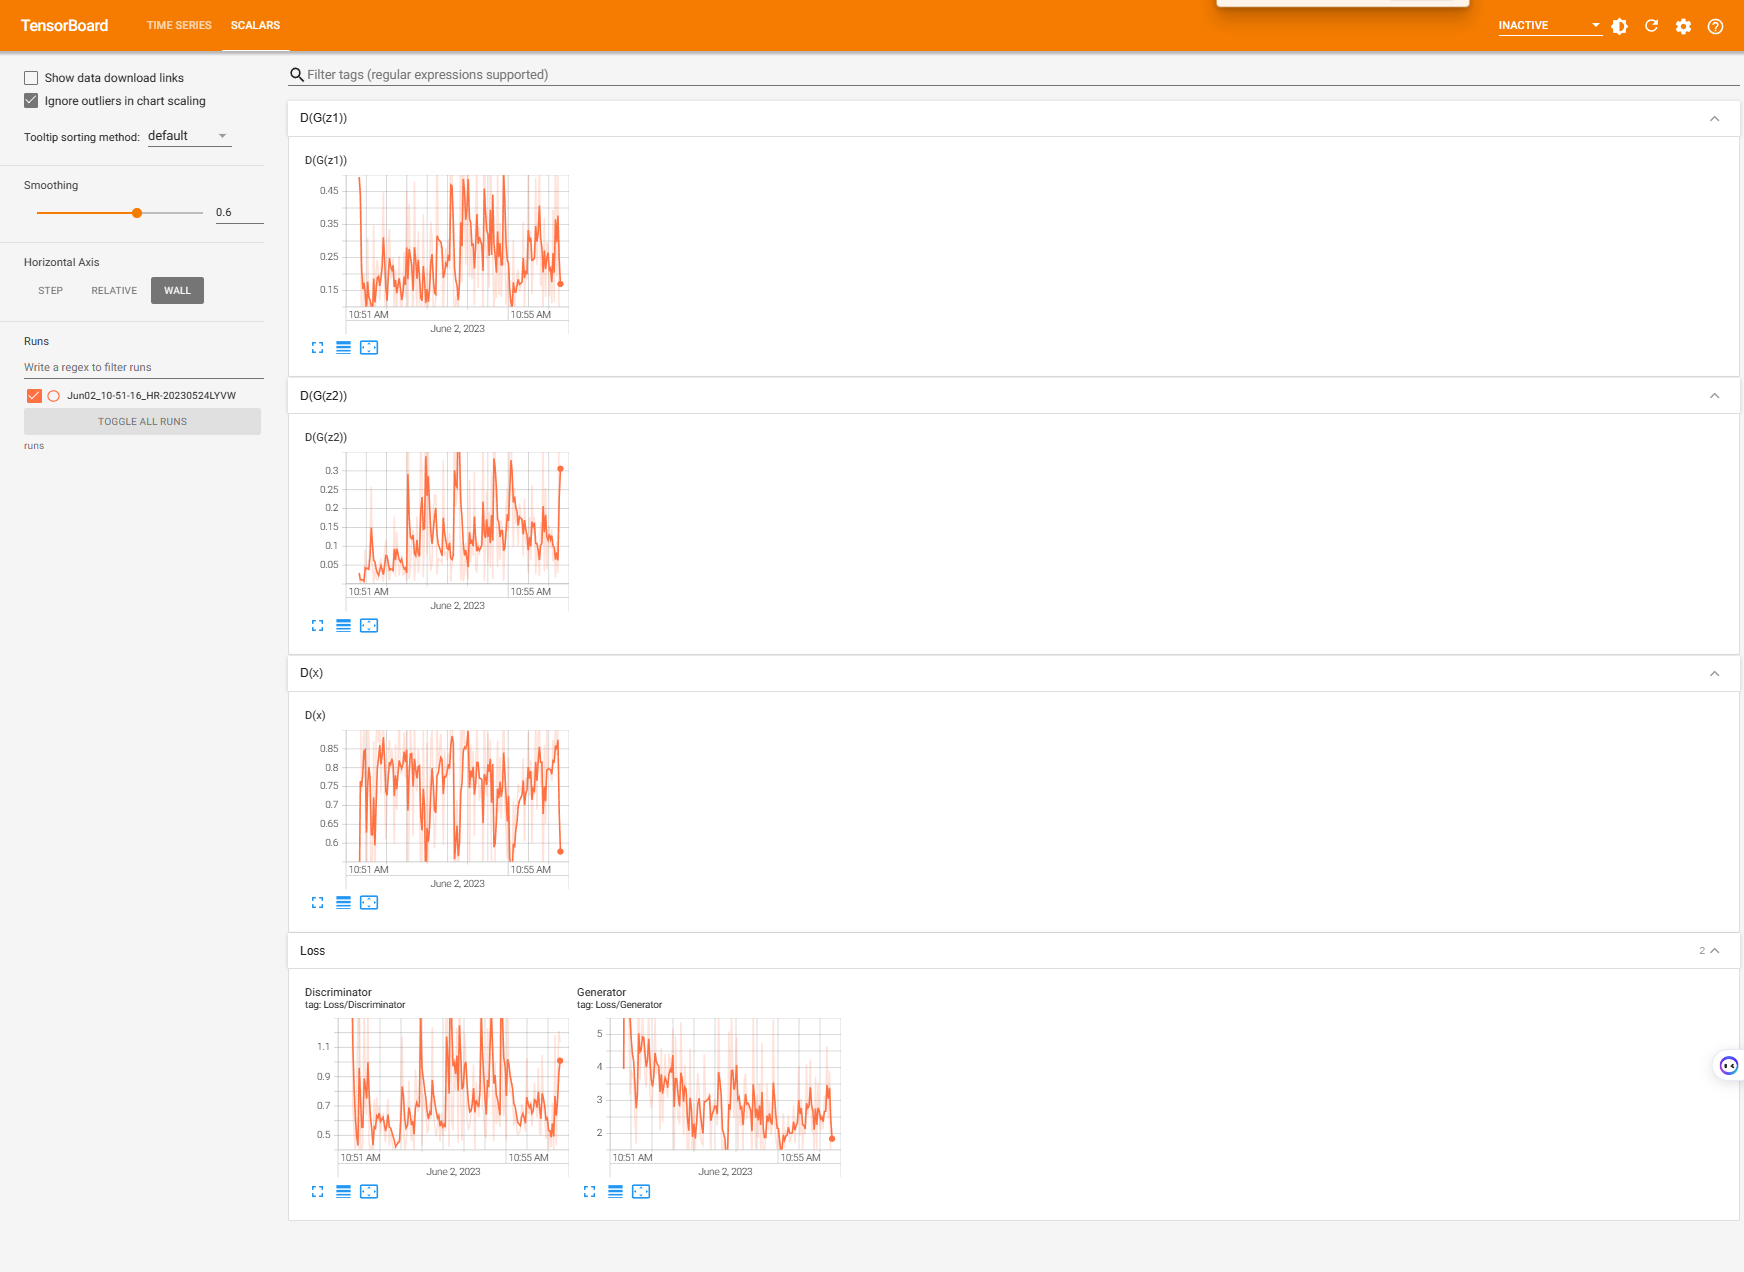 TensorBoard
TIME SERIES
SCALARS
INACTIVE
Show data download links
Ignore outliers in chart scaling
Tooltip sorting method: default
Smoothing
0.6
Horizontal Axis
STEP
RELATIVE
WALL
Runs
Write a regex to filter runs
Jun02_10-51-16_HR-20230524LYVW
TOGGLE ALL RUNS
runs
Filter tags (regular expressions supported)
D(G(z1))
D(G(z1))
0.45
0.35
0.25
0.15
10:51 AM 10:55 AM
June 2, 2023
D(G(z2))
D(G(z2))
0.3
0.25
0.2
0.15
0.1
0.05
10:51 AM 10:55 AM
June 2, 2023
D(x)
D(x)
0.85
0.8
0.75
0.7
0.65
0.6
10:51 AM 10:55 AM
June 2, 2023
Loss
2
Discriminator
tag: Loss/Discriminator
1.1
0.9
0.7
0.5
10:51 AM 10:55 AM
June 2, 2023
Generator
tag: Loss/Generator
5
4
3
2
10:51 AM 10:55 AM
June 2, 2023